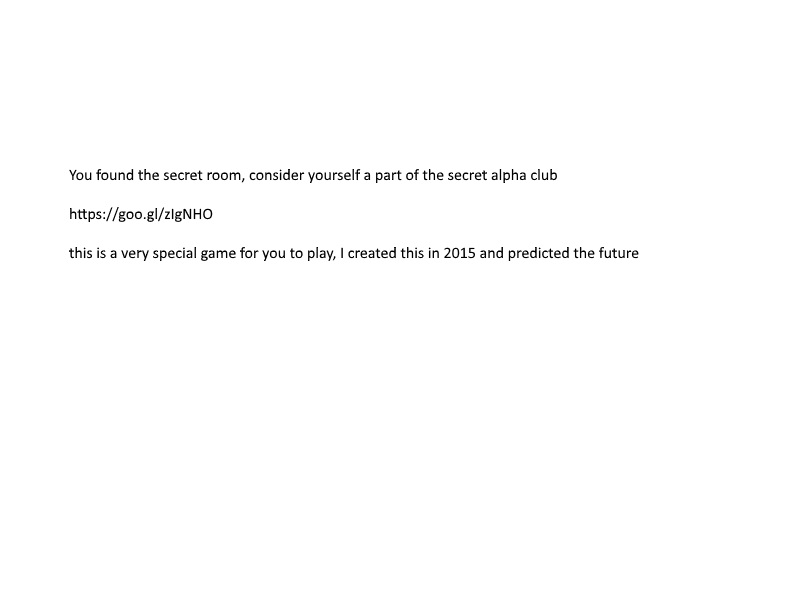 You found the secret room, consider yourself a part of the secret alpha club
https://goo.gl/zIgNHO
this is a very special game for you to play, I created this in 2015 and predicted the future